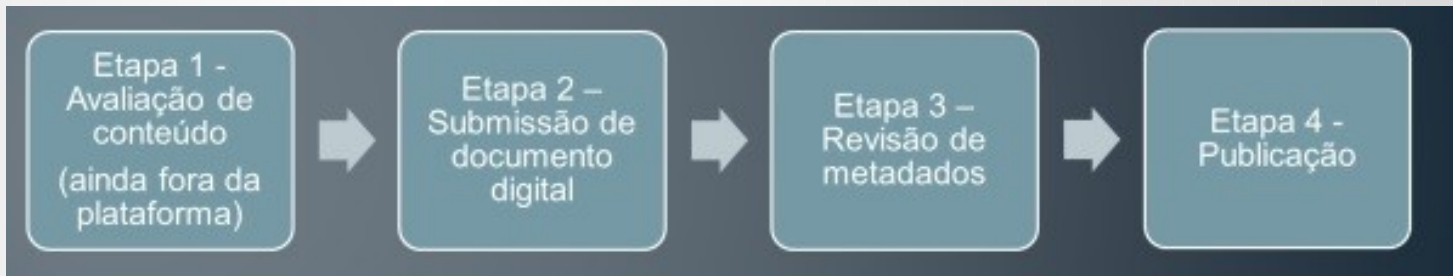 Etapa 1 -
Avaliação de
conteúdo
(ainda fora da
plataforma)
Etapa 2 –
Submissão de
documento
digital
Etapa 3 –
Revisão de
metadados
Etapa 4 -
Publicação